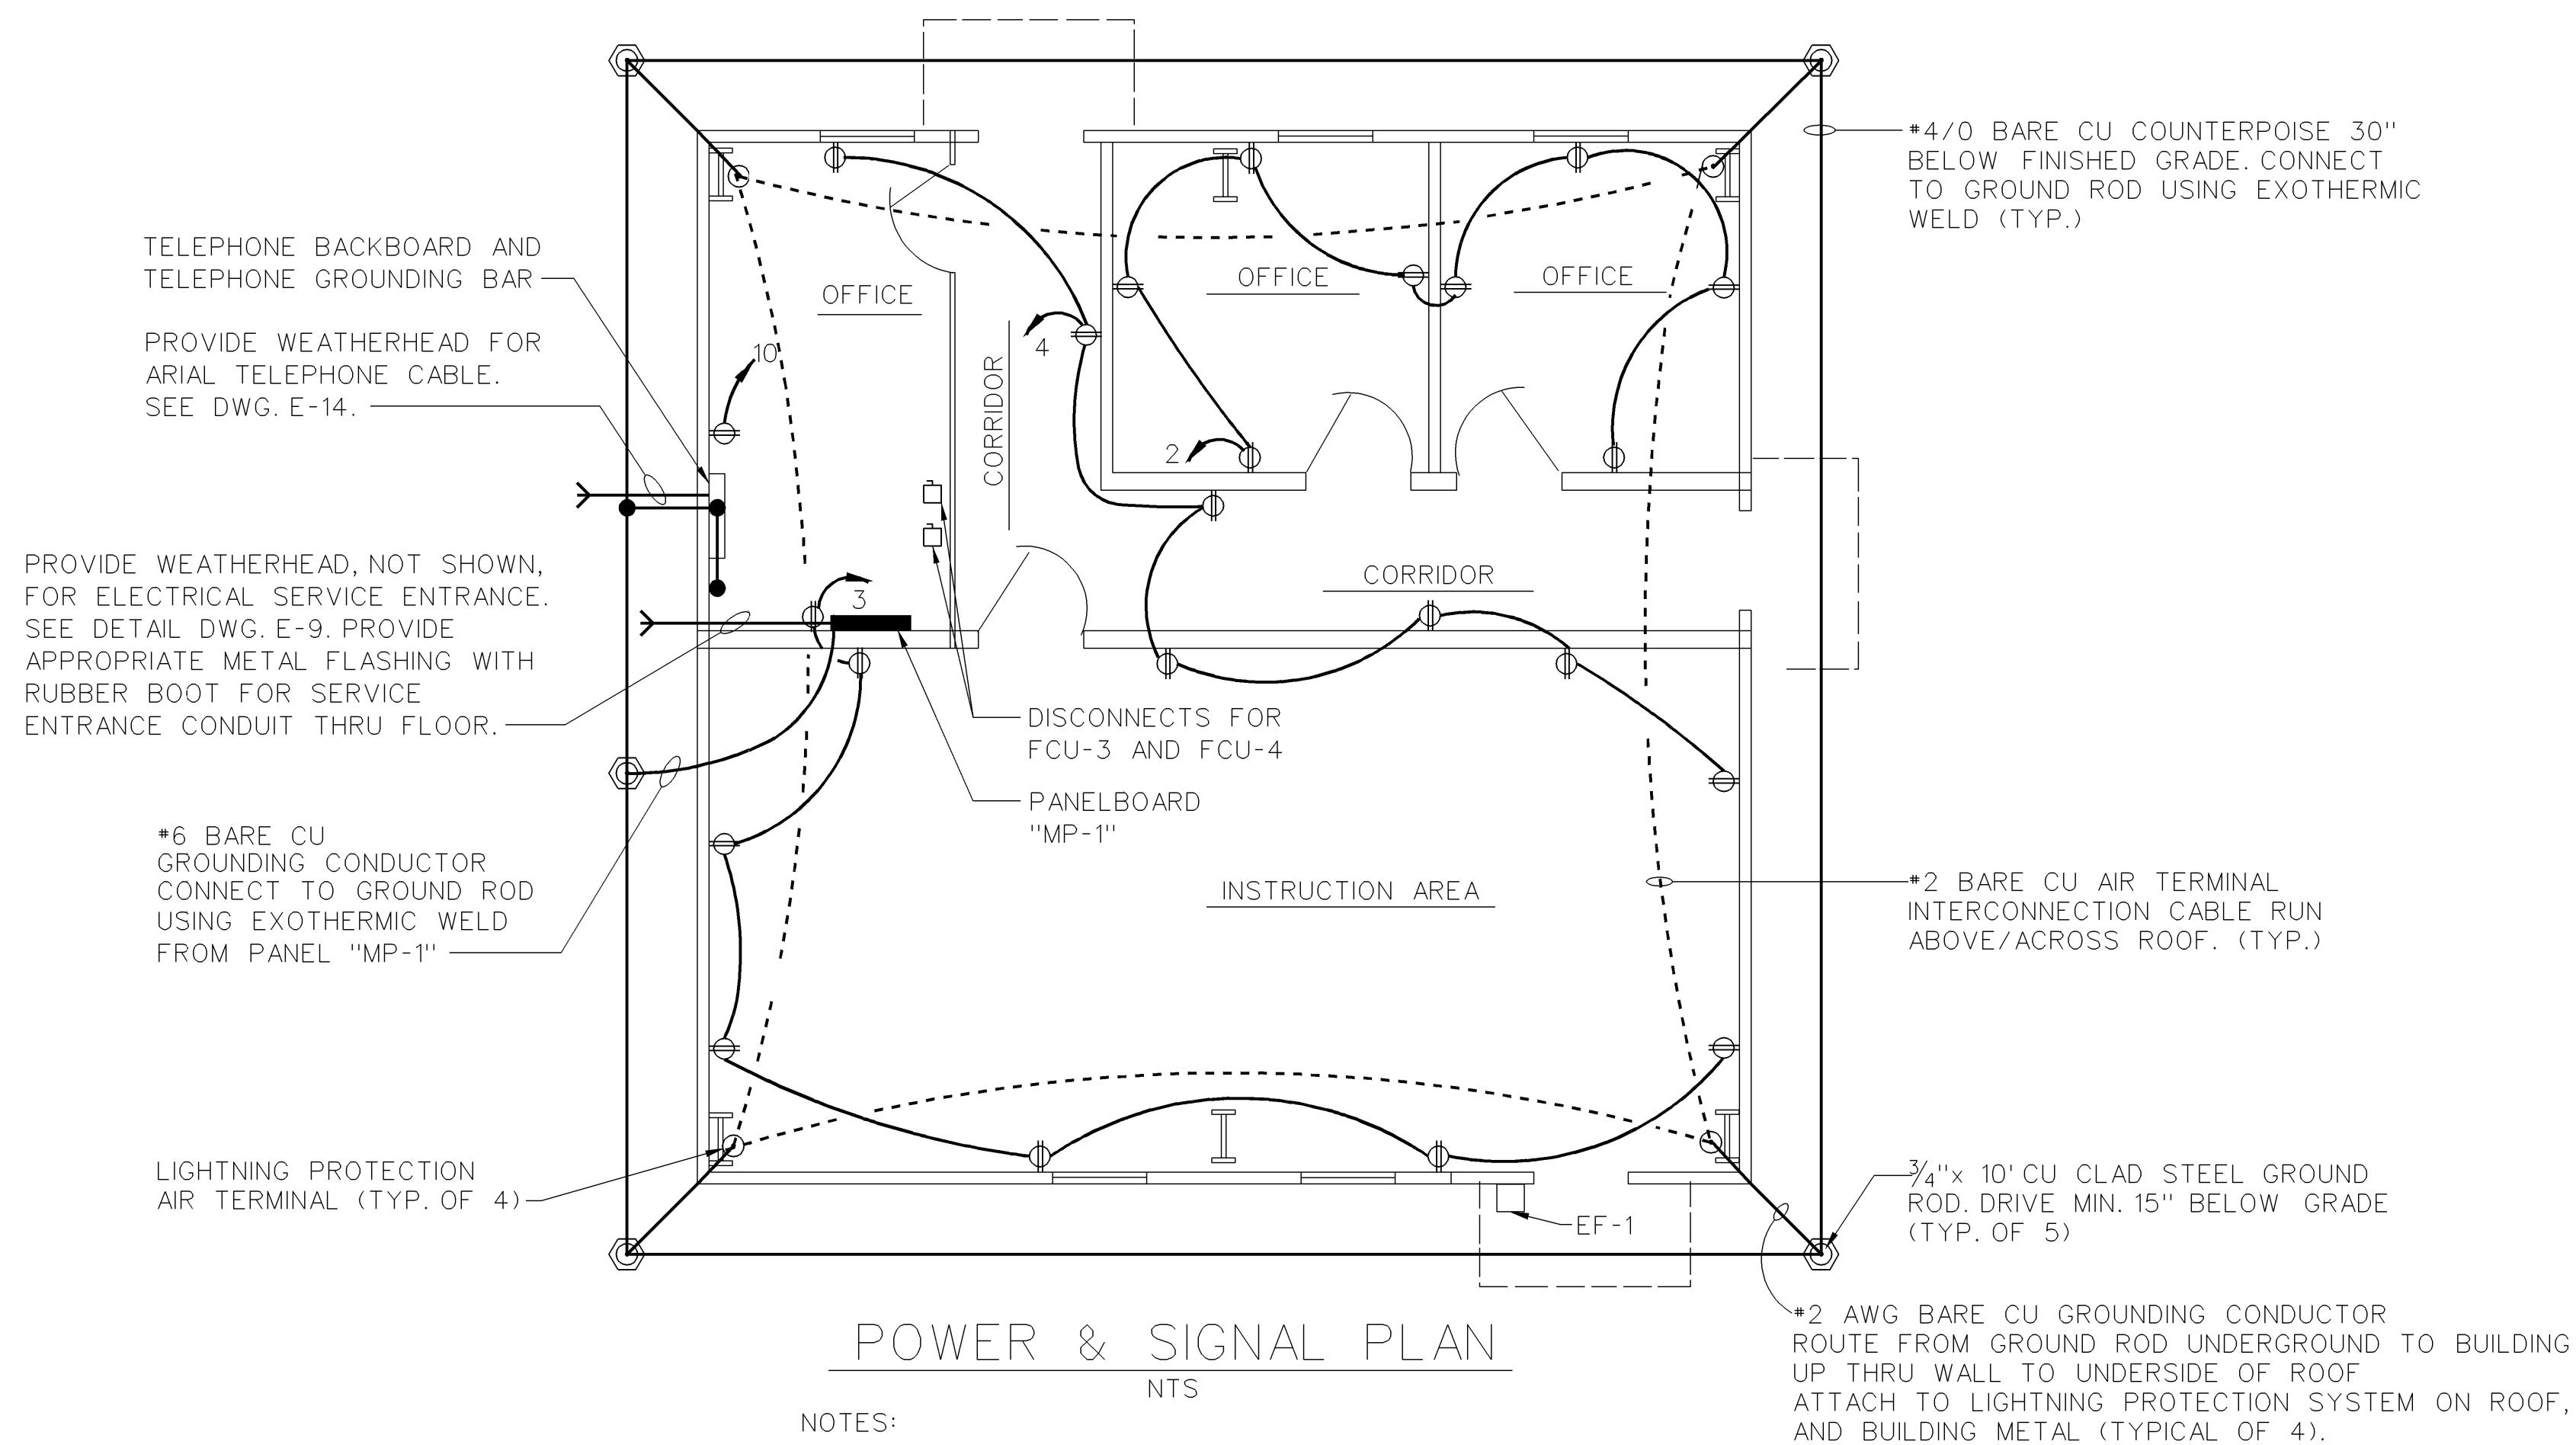 #4/0 BARE CU COUNTERPOISE 30"
BELOW FINISHED GRADE. CONNECT
TO GROUND ROD USING EXOTHERMIC
WELD (TYP.)
TELEPHONE BACKBOARD AND
TELEPHONE GROUNDING BAR
PROVIDE WEATHERHEAD FOR
ARIAL TELEPHONE CABLE.
SEE DWG. E-14.
PROVIDE WEATHERHEAD, NOT SHOWN,
FOR ELECTRICAL SERVICE ENTRANCE.
SEE DETAIL DWG. E-9. PROVIDE
APPROPRIATE METAL FLASHING WITH
RUBBER BOOT FOR SERVICE
ENTRANCE CONDUIT THRU FLOOR.
#6 BARE CU
GROUNDING CONDUCTOR
CONNECT TO GROUND ROD
USING EXOTHERMIC WELD
FROM PANEL "MP-1"
LIGHTNING PROTECTION
AIR TERMINAL (TYP. OF 4)
OFFICE
OFFICE
OFFICE
10
4
CORRIDOR
2
3
CORRIDOR
DISCONNECTS FOR
FCU-3 AND FCU-4
PANELBOARD
"MP-1"
INSTRUCTION AREA
#2 BARE CU AIR TERMINAL
INTERCONNECTION CABLE RUN
ABOVE/ACROSS ROOF. (TYP.)
EF-1
3/4"x 10' CU CLAD STEEL GROUND
ROD. DRIVE MIN. 15" BELOW GRADE
(TYP. OF 5)
#2 AWG BARE CU GROUNDING CONDUCTOR
ROUTE FROM GROUND ROD UNDERGROUND TO BUILDING
UP THRU WALL TO UNDERSIDE OF ROOF
ATTACH TO LIGHTNING PROTECTION SYSTEM ON ROOF,
AND BUILDING METAL (TYPICAL OF 4).
POWER & SIGNAL PLAN
NTS
NOTES: